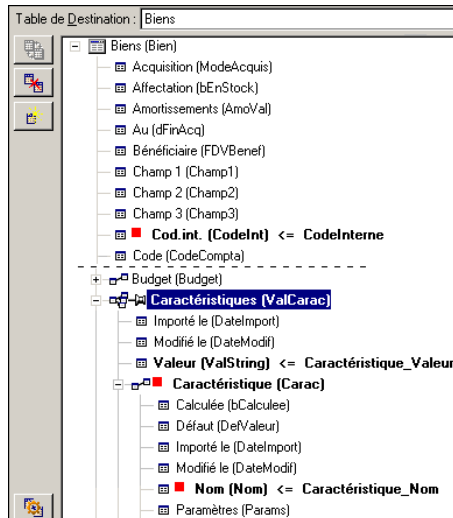 Table de Destination : Biens
Biens (Bien)
Acquisition (ModeAcquis)
Affectation (bEnStock)
Amortissements (AmoVal)
Au (dFinAcq)
Bénéficiaire (FDVBenef)
Champ 1 (Champ1)
Champ 2 (Champ2)
Champ 3 (Champ3)
Cod.int. (CodeInt) <= CodeInterne
Code (CodeCompta)
Budget (Budget)
Caractéristiques (ValCarac)
Importé le (DateImport)
Modifié le (DateModif)
Valeur (ValString) <= Caractéristique_Valeur
Caractéristique (Carac)
Calculée (bCalculee)
Défaut (DefValeur)
Importé le (DateImport)
Modifié le (DateModif)
Nom (Nom) <= Caractéristique_Nom
Paramètres (Params)